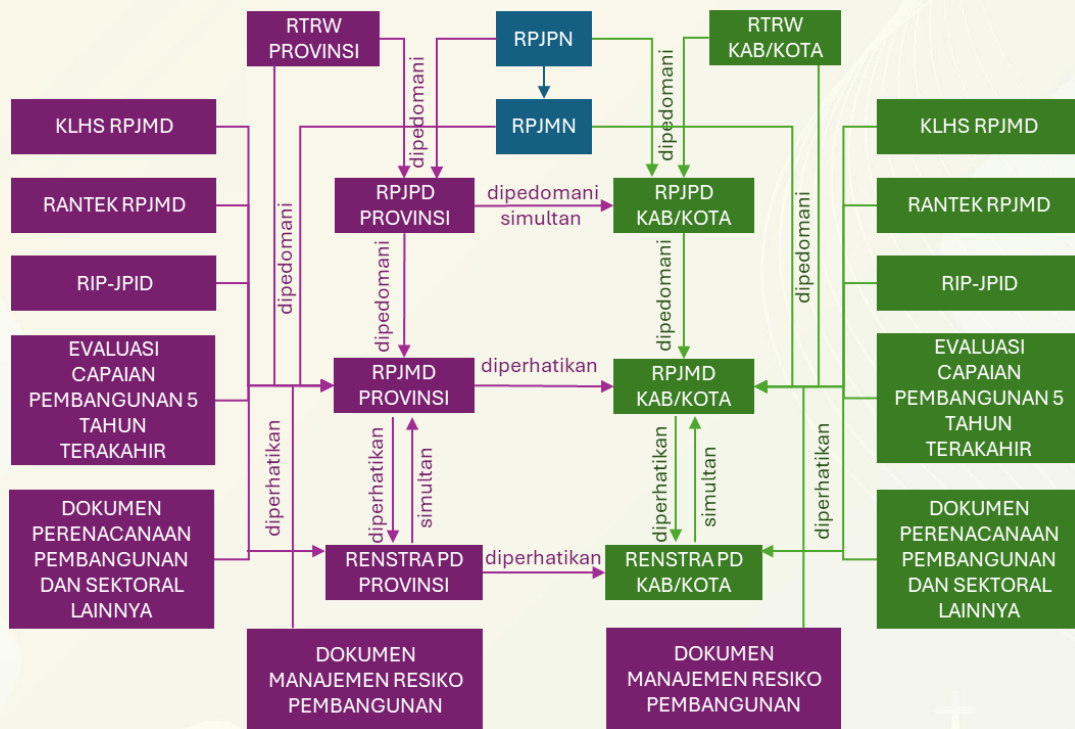 RTRW
PROVINSI
RPJPN
RTRW
KAB/KOTA
KLHS RPJMD
RPJMN
KLHS RPJMD
dipedomani
dipedomani
RANTEK RPJMD
RPJPD
PROVINSI
dipedomani
simultan
RPJPD
KAB/KOTA
RANTEK RPJMD
dipedomani
dipedomani
dipedomani
dipedomani
RIP-JPID
RIP-JPID
EVALUASI
CAPAIAN
PEMBANGUNAN 5
TAHUN
TERAKAHIR
RPJMD
PROVINSI
diperhatikan
RPJMD
KAB/KOTA
EVALUASI
CAPAIAN
PEMBANGUNAN 5
TAHUN
TERAKAHIR
diperhatikan
diperhatikan
simultan
diperhatikan
simultan
diperhatikan
DOKUMEN
PERENACANAAN
PEMBANGUNAN
DAN SEKTORAL
LAINNYA
RENSTRA PD
PROVINSI
diperhatikan
RENSTRA PD
KAB/KOTA
DOKUMEN
PERENACANAAN
PEMBANGUNAN
DAN SEKTORAL
LAINNYA
DOKUMEN
MANAJEMEN RESIKO
PEMBANGUNAN
DOKUMEN
MANAJEMEN RESIKO
PEMBANGUNAN